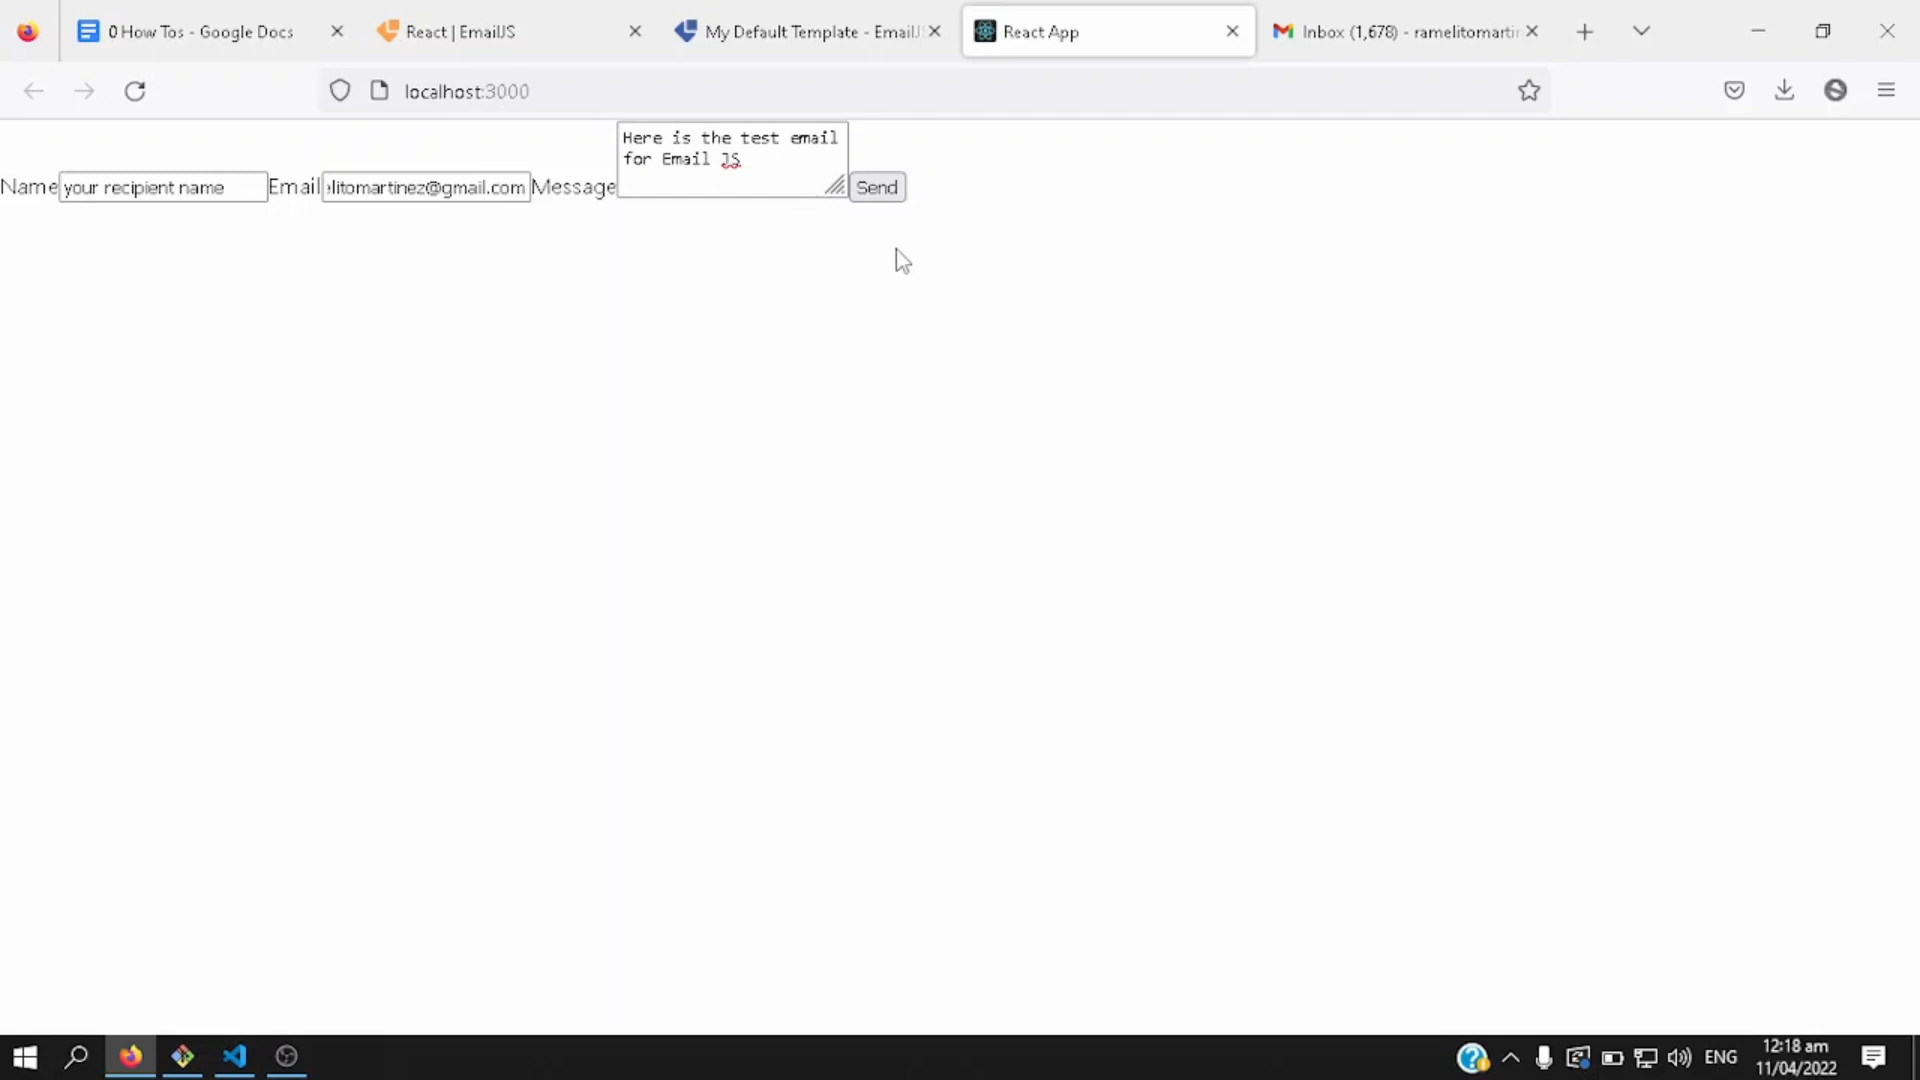 0 How Tos - Google Docs
React | EmailJS
My Default Template - EmailJ
React App
Inbox (1,678) - ramelitomartin
localhost:3000
Here is the test email
for Email JS
Name your recipient name Email litomartinez@gmail.com Message Send
ENG
12:18 am
11/04/2022